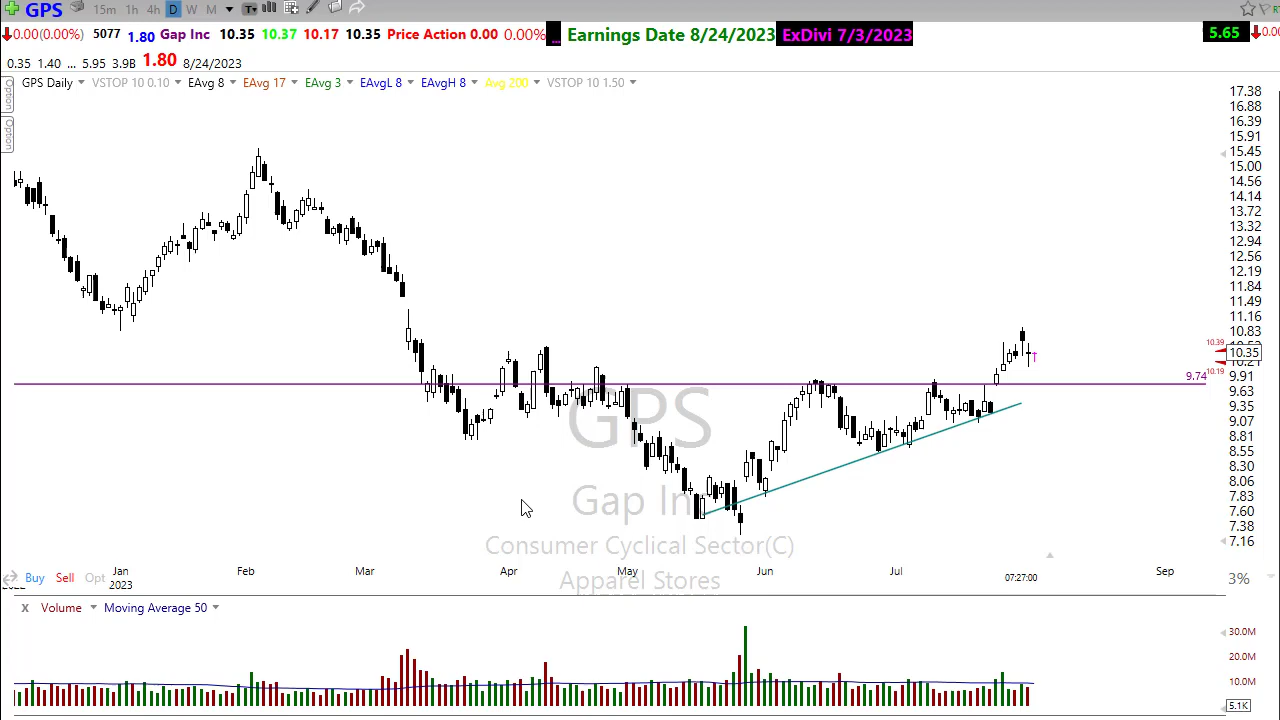 GPS 15m 1h 4h D W M
0.00(0.00%) 5077 1.80 Gap Inc 10.35 10.37 10.17 10.35 Price Action 0.00 0.00% ... Earnings Date 8/24/2023 ExDivi 7/3/2023 5.65
0.35 1.40 ... 5.95 3.9B 1.80 8/24/2023
GPS Daily VSTOP 10 0.10 EAvg 8 EAvg 17 EAvg 3 EAvgL 8 EAvgH 8 Avg 200 VSTOP 10 1.50
Option
Option
17.38
16.88
16.39
15.91
15.45
15.00
14.56
14.14
13.72
13.32
12.94
12.56
12.19
11.84
11.49
11.16
10.83
10.39
10.35
10.19
9.74
9.91
9.63
9.35
9.07
8.81
8.55
8.30
8.06
7.83
7.60
7.38
7.16
GPS
Gap Inc
Consumer Cyclical Sector(C)
Apparel Stores
Buy Sell Opt
Jan Feb Mar Apr May Jun Jul 07:27:00 Sep
2023
3%
X Volume Moving Average 50
30.0M
20.0M
10.0M
5.1K